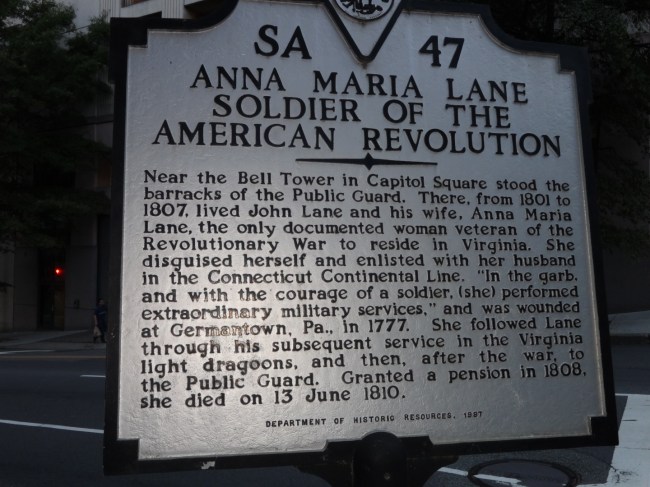 SA 47
ANNA MARIA LANE
SOLDIER OF THE
AMERICAN REVOLUTION
Near the Bell Tower in Capitol Square stood the
barracks of the Public Guard. There, from 1801 to
1807, lived John Lane and his wife, Anna Maria
Lane, the only documented woman veteran of the
Revolutionary War to reside in Virginia. She
disguised herself and enlisted with her husband
in the Connecticut Continental Line. "In the garb,
and with the courage of a soldier, (she) performed
extraordinary military services," and was wounded
at Germantown, Pa., in 1777. She followed Lane
through his subsequent service in the Virginia
light dragoons, and then, after the war, to
the Public Guard. Granted a pension in 1808,
she died on 13 June 1810.
DEPARTMENT OF HISTORIC RESOURCES, 1997